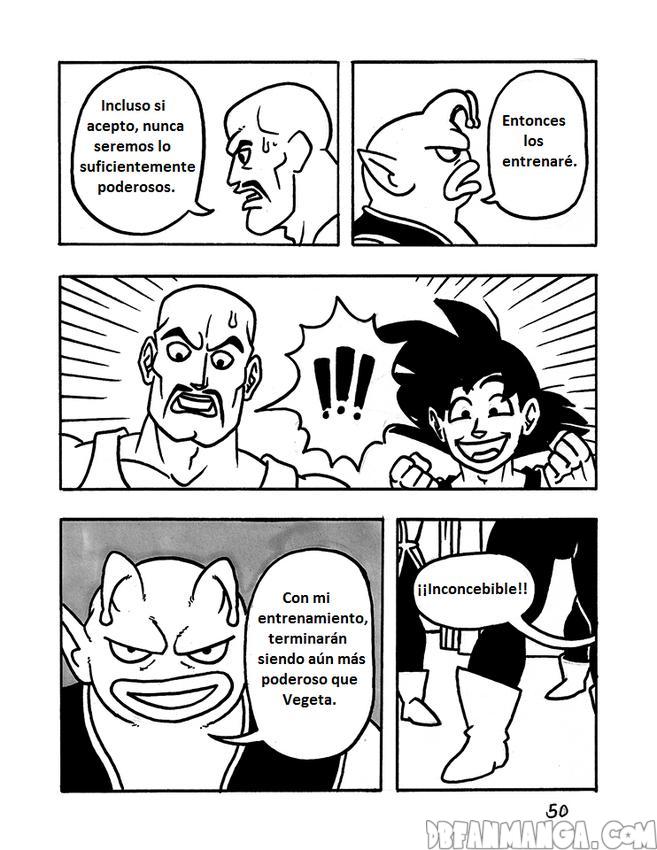 Incluso si
acepto, nunca
seremos lo
suficientemente
poderosos.
Entonces
los
entrenaré.
!!!
Con mi
entrenamiento,
terminarán
siendo aún más
poderoso que
Vegeta.
¡¡Inconcebible!!
50
DBFANMANGA.COM